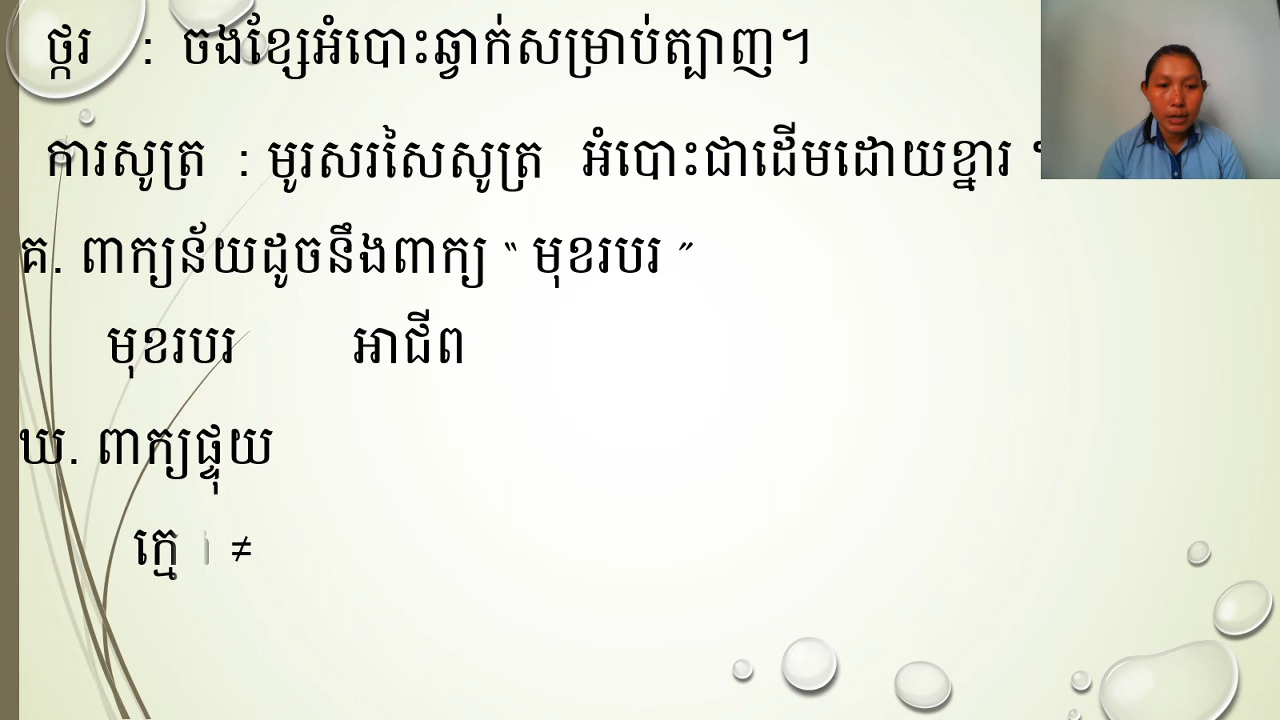 ថ្ករ : ចងខ្សែអំបោះឆ្វាក់សម្រាប់ត្បាញ។
ការសូត្រ : មូរសរសៃសូត្រ អំបោះជាដើមដោយខ្នារ
គ. ពាក្យន័យដូចនឹងពាក្យ “ មុខរបរ ”
មុខរបរ អាជីព
ឃ. ពាក្យផ្ទុយ
≠